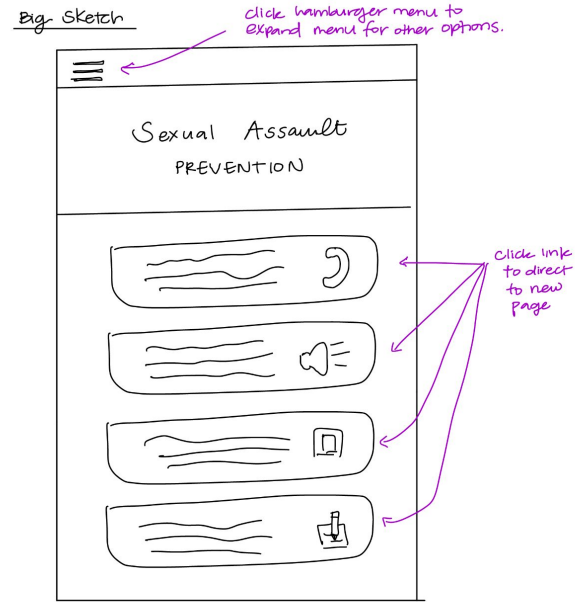 Big Sketch
click hamburger menu to
expand menu for other options.
Sexual Assault
PREVENTION
click link
to direct
to new
page